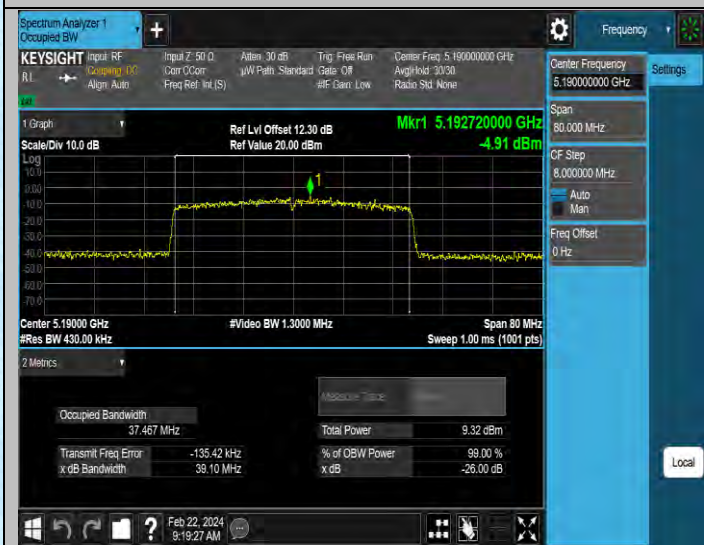 Spectrum Analyzer 1
Occupied BW
+
Frequency
KEYSIGHT
Input: RF
Coupling: DC
Align: Auto
Input Z: 50 Ω
Corr CCorr
Freq Ref: Int (S)
Atten: 30 dB
µW Path: Standard
Trig: Free Run
Gate: Off
#IF Gain: Low
Center Freq: 5.190000000 GHz
Avg|Hold: 30/30
Radio Std: None
Center Frequency
5.190000000 GHz
Settings
Span
80.000 MHz
CF Step
8.000000 MHz
Auto
Man
Freq Offset
0 Hz
1 Graph
Scale/Div 10.0 dB
Ref Lvl Offset 12.30 dB
Ref Value 20.00 dBm
Mkr1 5.192720000 GHz
-4.91 dBm
Log
10.0
0.00
-10.0
-20.0
-30.0
-40.0
-50.0
-60.0
-70.0
1
Center 5.19000 GHz
#Video BW 1.3000 MHz
Span 80 MHz
#Res BW 430.00 kHz
Sweep 1.00 ms (1001 pts)
2 Metrics
Measure Trace
Occupied Bandwidth
37.467 MHz
Total Power 9.32 dBm
Transmit Freq Error -135.42 kHz
% of OBW Power 99.00 %
x dB Bandwidth 39.10 MHz
x dB -26.00 dB
Local
?
Feb 22, 2024
9:19:27 AM